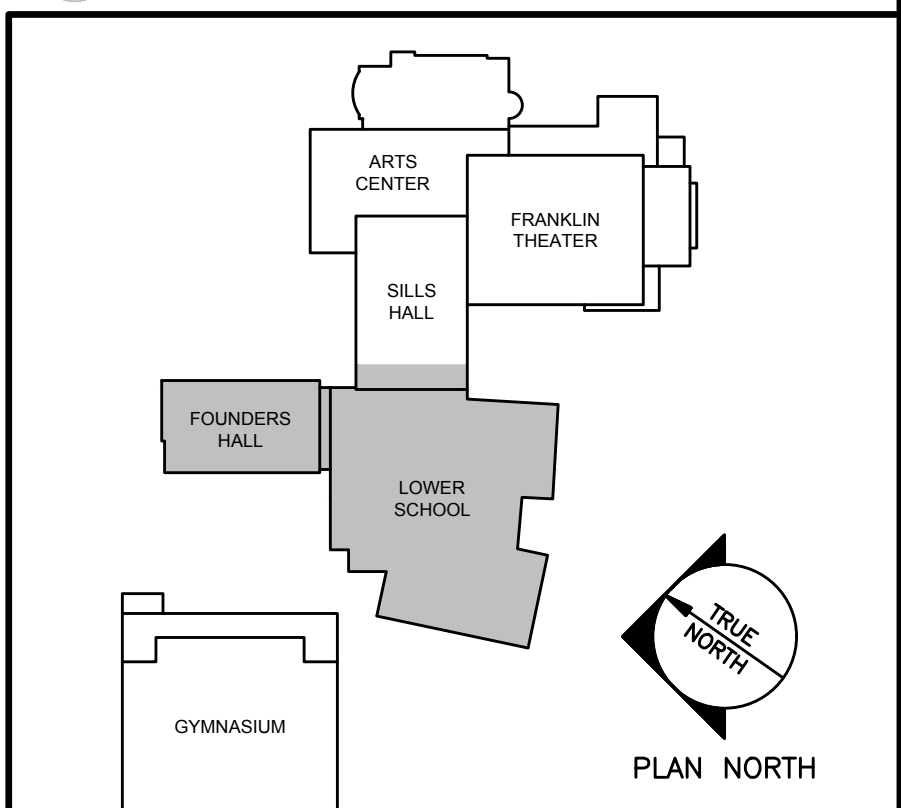 ARTS
CENTER
FRANKLIN
THEATER
SILLS
HALL
FOUNDERS
HALL
LOWER
SCHOOL
TRUE
NORTH
GYMNASIUM
PLAN NORTH